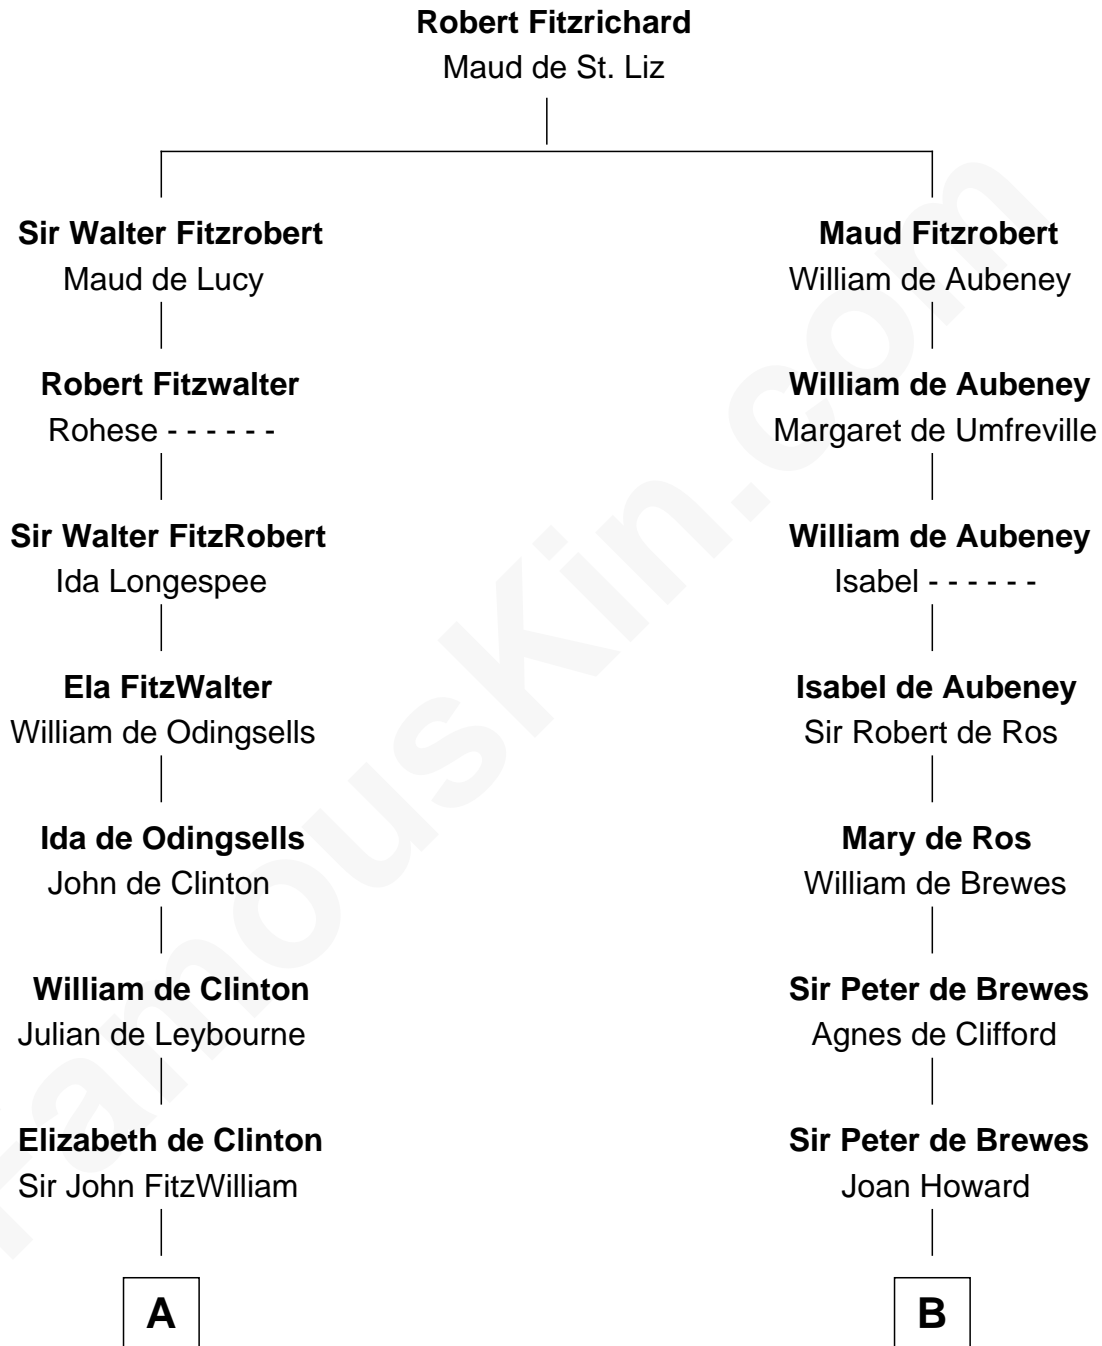 Robert Fitzrichard
Maud de St. Liz
Sir Walter Fitzrobert
Maud de Lucy
Maud Fitzrobert
William de Aubeney
Robert Fitzwalter
Rohese - - - - - -
William de Aubeney
Margaret de Umfreville
Sir Walter FitzRobert
Ida Longespee
William de Aubeney
Isabel - - - - - -
Ela FitzWalter
William de Odingsells
Isabel de Aubeney
Sir Robert de Ros
Ida de Odingsells
John de Clinton
Mary de Ros
William de Brewes
William de Clinton
Julian de Leybourne
Sir Peter de Brewes
Agnes de Clifford
Elizabeth de Clinton
Sir John FitzWilliam
Sir Peter de Brewes
Joan Howard
A
B
FamousKin.com